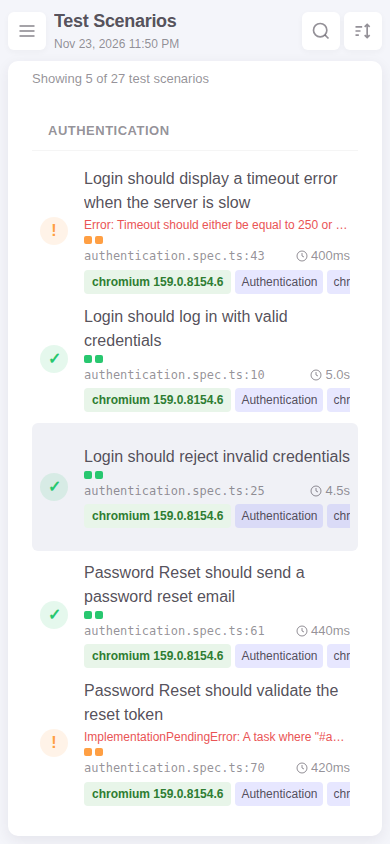 Test Scenarios
Nov 23, 2026 11:50 PM
Showing 5 of 27 test scenarios
AUTHENTICATION
Login should display a timeout error
when the server is slow
Error: Timeout should either be equal to 250 or …
authentication.spec.ts:43 400ms
chromium 159.0.8154.6 Authentication chr
Login should log in with valid
credentials
authentication.spec.ts:10 5.0s
chromium 159.0.8154.6 Authentication chr
Login should reject invalid credentials
authentication.spec.ts:25 4.5s
chromium 159.0.8154.6 Authentication chr
Password Reset should send a
password reset email
authentication.spec.ts:61 440ms
chromium 159.0.8154.6 Authentication chr
Password Reset should validate the
reset token
ImplementationPendingError: A task where "#a…
authentication.spec.ts:70 420ms
chromium 159.0.8154.6 Authentication chr